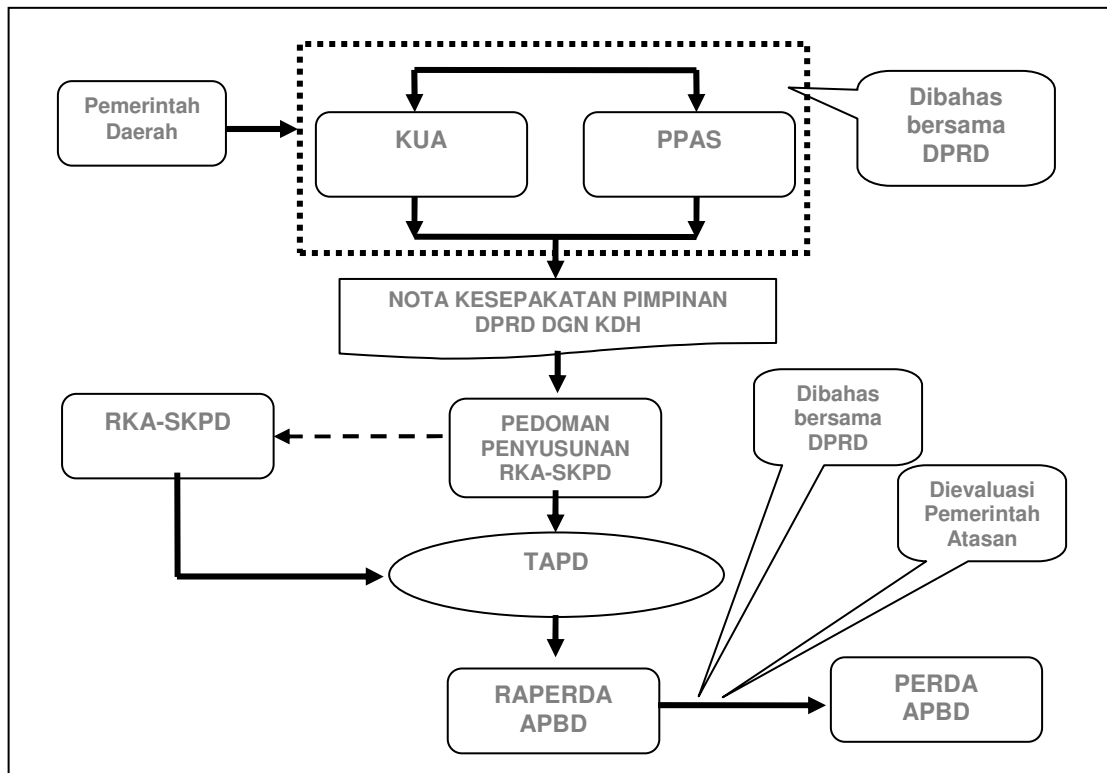 Pemerintah
Daerah
KUA
PPAS
Dibahas
bersama
DPRD
NOTA KESEPAKATAN PIMPINAN
DPRD DGN KDH
RKA-SKPD
PEDOMAN
PENYUSUNAN
RKA-SKPD
Dibahas
bersama
DPRD
Dievaluasi
Pemerintah
Atasan
TAPD
RAPERDA
APBD
PERDA
APBD